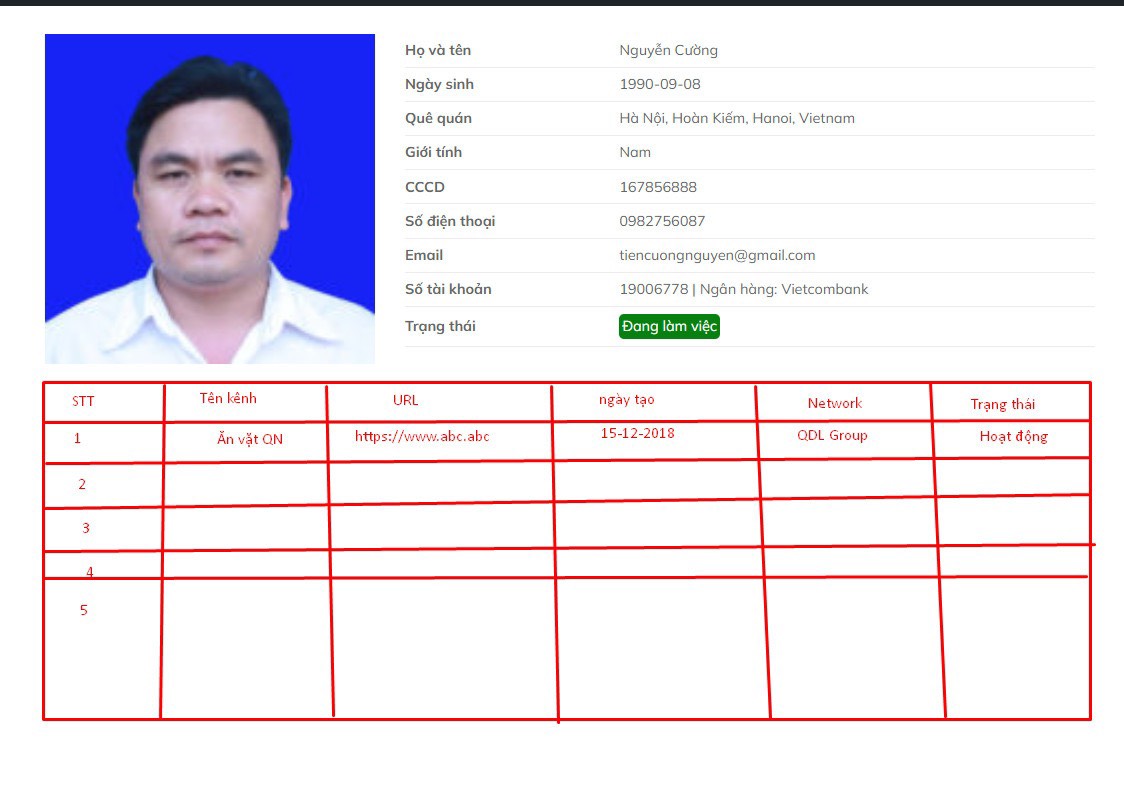 Họ và tên Nguyễn Cường
Ngày sinh 1990-09-08
Quê quán Hà Nội, Hoàn Kiếm, Hanoi, Vietnam
Giới tính Nam
CCCD 167856888
Số điện thoại 0982756087
Email tiencuongnguyen@gmail.com
Số tài khoản 19006778 | Ngân hàng: Vietcombank
Trạng thái Đang làm việc
STT Tên kênh URL ngày tạo Network Trạng thái
1 Ăn vặt QN https://www.abc.abc 15-12-2018 QDL Group Hoạt động
2
3
4
5